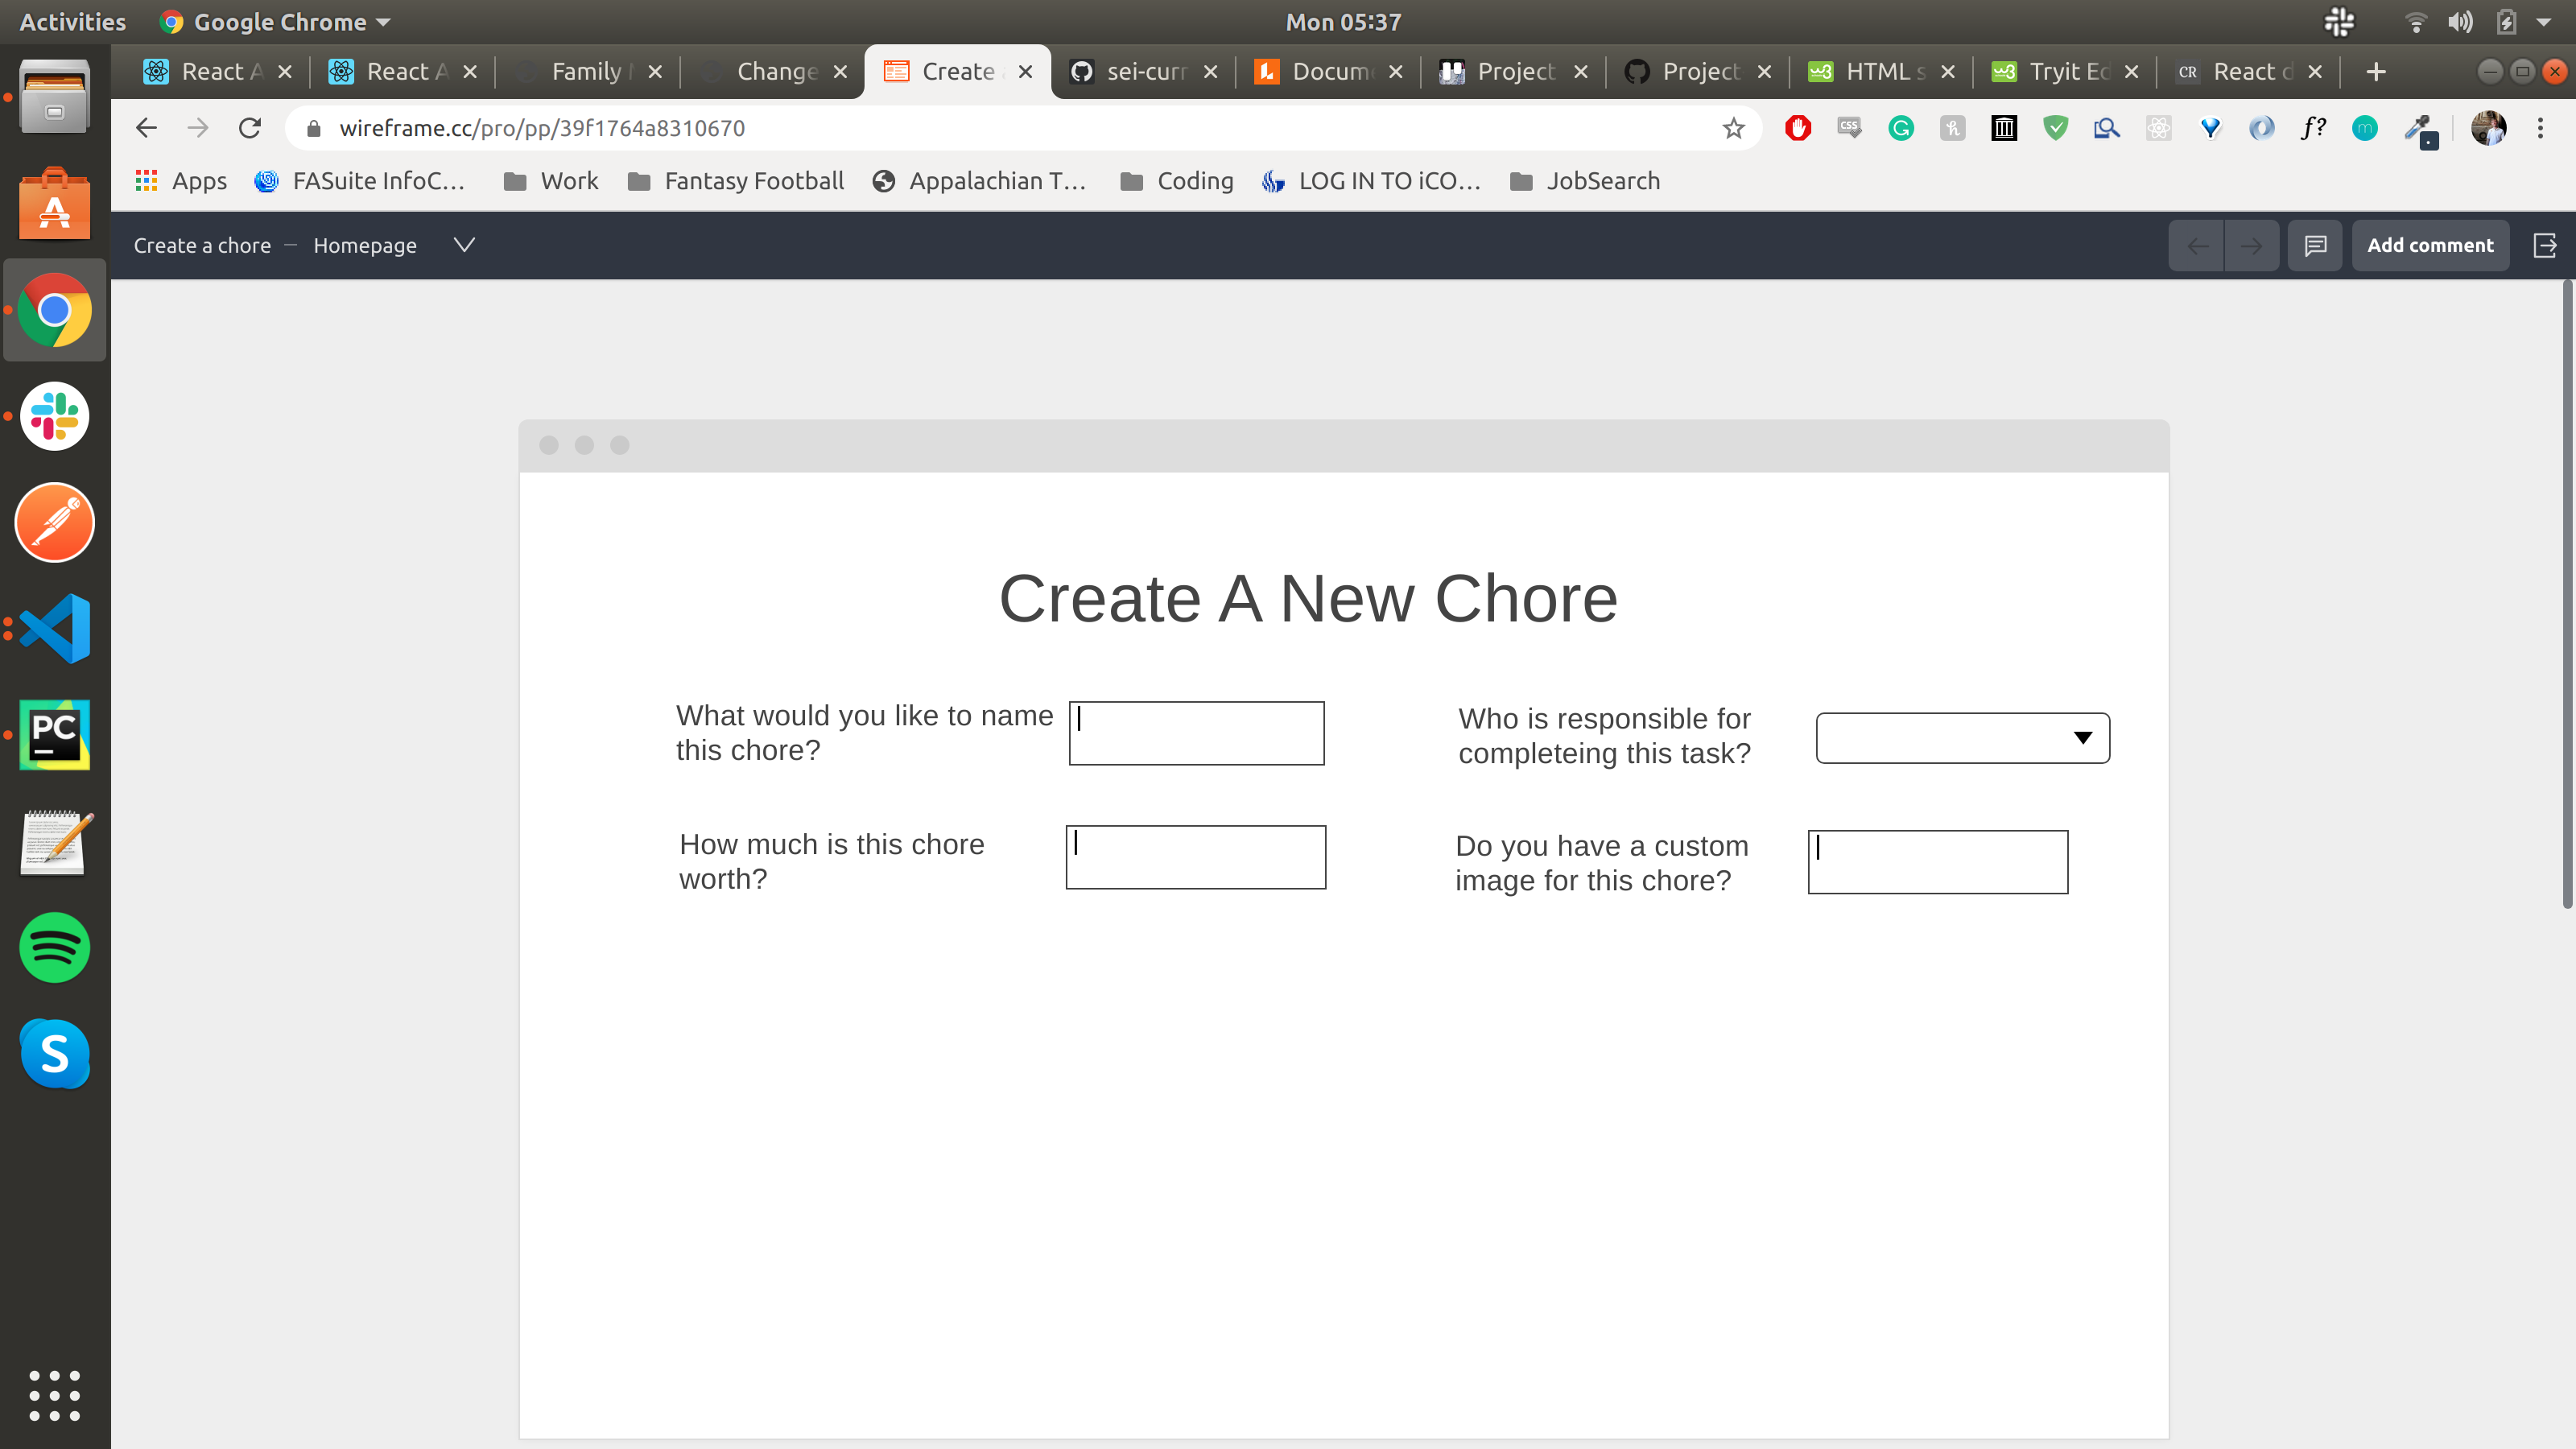 Activities Google Chrome Mon 05:37
React A React A Family Change Create sei-curr Docum Project Project HTML s Tryit Ed CR React d
wireframe.cc/pro/pp/39f1764a8310670 CSS f? m
Apps FASuite InfoC... Work Fantasy Football Appalachian T... Coding LOG IN TO iCO... JobSearch
Create a chore — Homepage Add comment
Create A New Chore
What would you like to name
this chore?
Who is responsible for
completeing this task?
How much is this chore
worth?
Do you have a custom
image for this chore?
PC
S